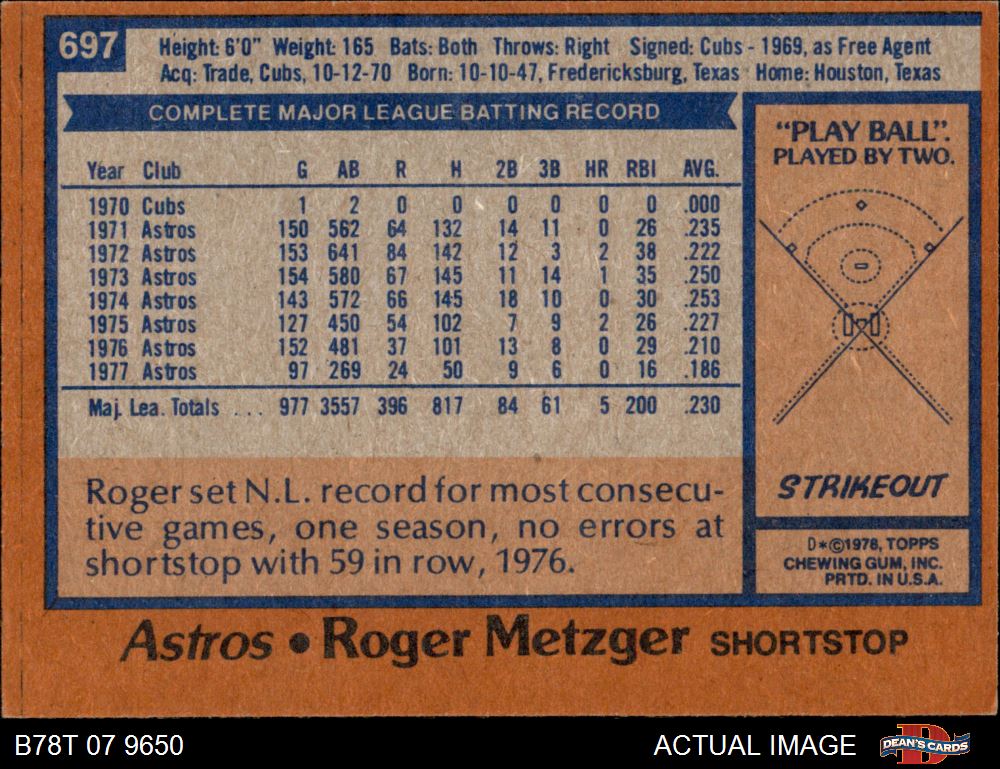 697
Height: 6'0" Weight: 165 Bats: Both Throws: Right Signed: Cubs - 1969, as Free Agent
Acq: Trade, Cubs, 10-12-70 Born: 10-10-47, Fredericksburg, Texas Home: Houston, Texas
COMPLETE MAJOR LEAGUE BATTING RECORD
Year Club G AB R H 2B 3B HR RBI AVG.
1970 Cubs 1 2 0 0 0 0 0 0 .000
1971 Astros 150 562 64 132 14 11 0 26 .235
1972 Astros 153 641 84 142 12 3 2 38 .222
1973 Astros 154 580 67 145 11 14 1 35 .250
1974 Astros 143 572 66 145 18 10 0 30 .253
1975 Astros 127 450 54 102 7 9 2 26 .227
1976 Astros 152 481 37 101 13 8 0 29 .210
1977 Astros 97 269 24 50 9 6 0 16 .186
Maj. Lea. Totals ... 977 3557 396 817 84 61 5 200 .230
Roger set N.L. record for most consecu-
tive games, one season, no errors at
shortstop with 59 in row, 1976.
"PLAY BALL".
PLAYED BY TWO.
STRIKEOUT
D*©1978, TOPPS
CHEWING GUM, INC.
PRTD. IN U.S.A.
Astros • Roger Metzger SHORTSTOP
B78T 07 9650
ACTUAL IMAGE
DEAN'S CARDS